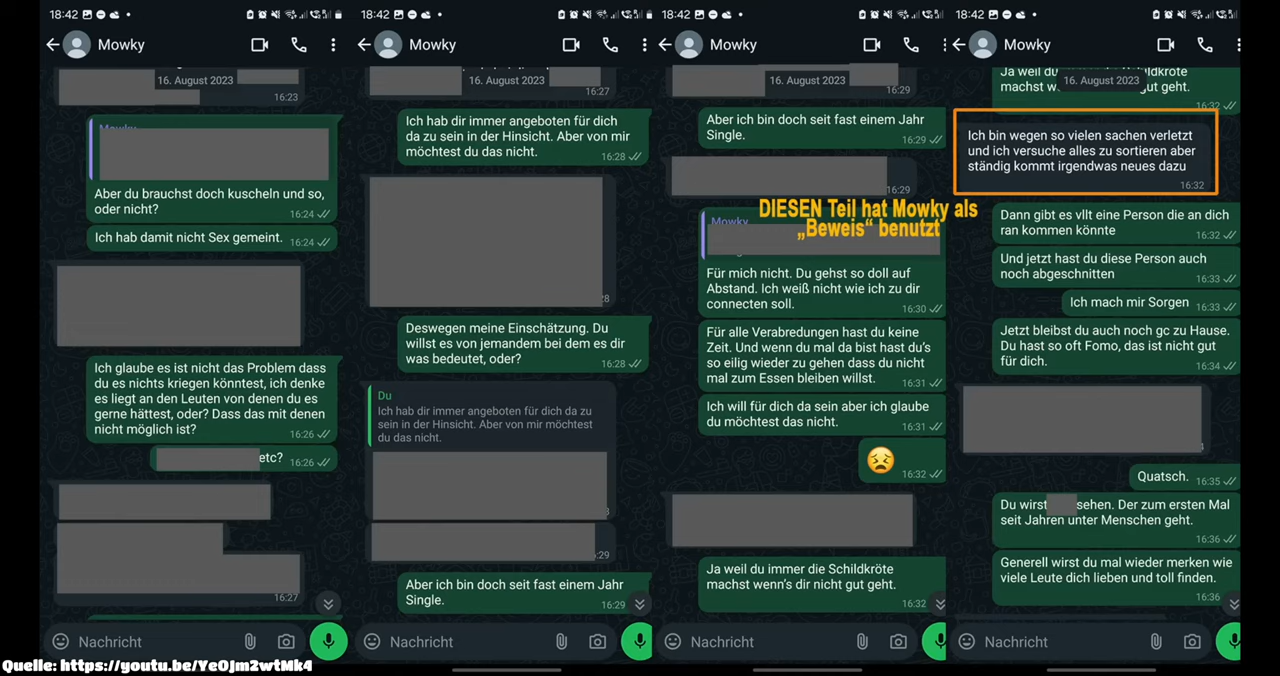 18:42
Mowky
16. August 2023
16:23
Mowky
Aber du brauchst doch kuscheln und so,
oder nicht?
16:24
Ich hab damit nicht Sex gemeint.
16:24
Ich glaube es ist nicht das Problem dass
du es nichts kriegen könntest, ich denke
es liegt an den Leuten von denen du es
gerne hättest, oder? Dass das mit denen
nicht möglich ist?
16:26
etc?
16:26
16:27
Nachricht
18:42
Mowky
16. August 2023
16:27
Ich hab dir immer angeboten für dich
da zu sein in der Hinsicht. Aber von mir
möchtest du das nicht.
16:28
Deswegen meine Einschätzung. Du
willst es von jemandem bei dem es dir
was bedeutet, oder?
16:28
Du
Ich hab dir immer angeboten für dich da zu
sein in der Hinsicht. Aber von mir möchtest
du das nicht.
:29
Aber ich bin doch seit fast einem Jahr
Single.
16:29
Nachricht
18:42
Mowky
16. August 2023
16:29
Aber ich bin doch seit fast einem Jahr
Single.
16:29
16:29
DIESEN Teil hat Mowky als
„Beweis“ benutzt
Mowky
Für mich nicht. Du gehst so doll auf
Abstand. Ich weiß nicht wie ich zu dir
connecten soll.
16:30
Für alle Verabredungen hast du keine
Zeit. Und wenn du mal da bist hast du's
so eilig wieder zu gehen dass du nicht
mal zum Essen bleiben willst.
16:31
Ich will für dich da sein aber ich glaube
du möchtest das nicht.
16:31
😣
16:32
Ja weil du immer die Schildkröte
machst wenn's dir nicht gut geht.
16:32
Nachricht
18:42
Mowky
Ja weil du immer die Schildkröte
16. August 2023
machst w gut geht.
16:32
Ich bin wegen so vielen sachen verletzt
und ich versuche alles zu sortieren aber
ständig kommt irgendwas neues dazu
16:32
Dann gibt es vllt eine Person die an dich
ran kommen könnte
16:32
Und jetzt hast du diese Person auch
noch abgeschnitten
16:33
Ich mach mir Sorgen
16:33
Jetzt bleibst du auch noch gc zu Hause.
Du hast so oft Fomo, das ist nicht gut
für dich.
16:34
Quatsch.
16:35
Du wirst sehen. Der zum ersten Mal
seit Jahren unter Menschen geht.
16:36
Generell wirst du mal wieder merken wie
viele Leute dich lieben und toll finden.
16:36
Nachricht
Quelle: https://youtu.be/YeOJm2wtMk4